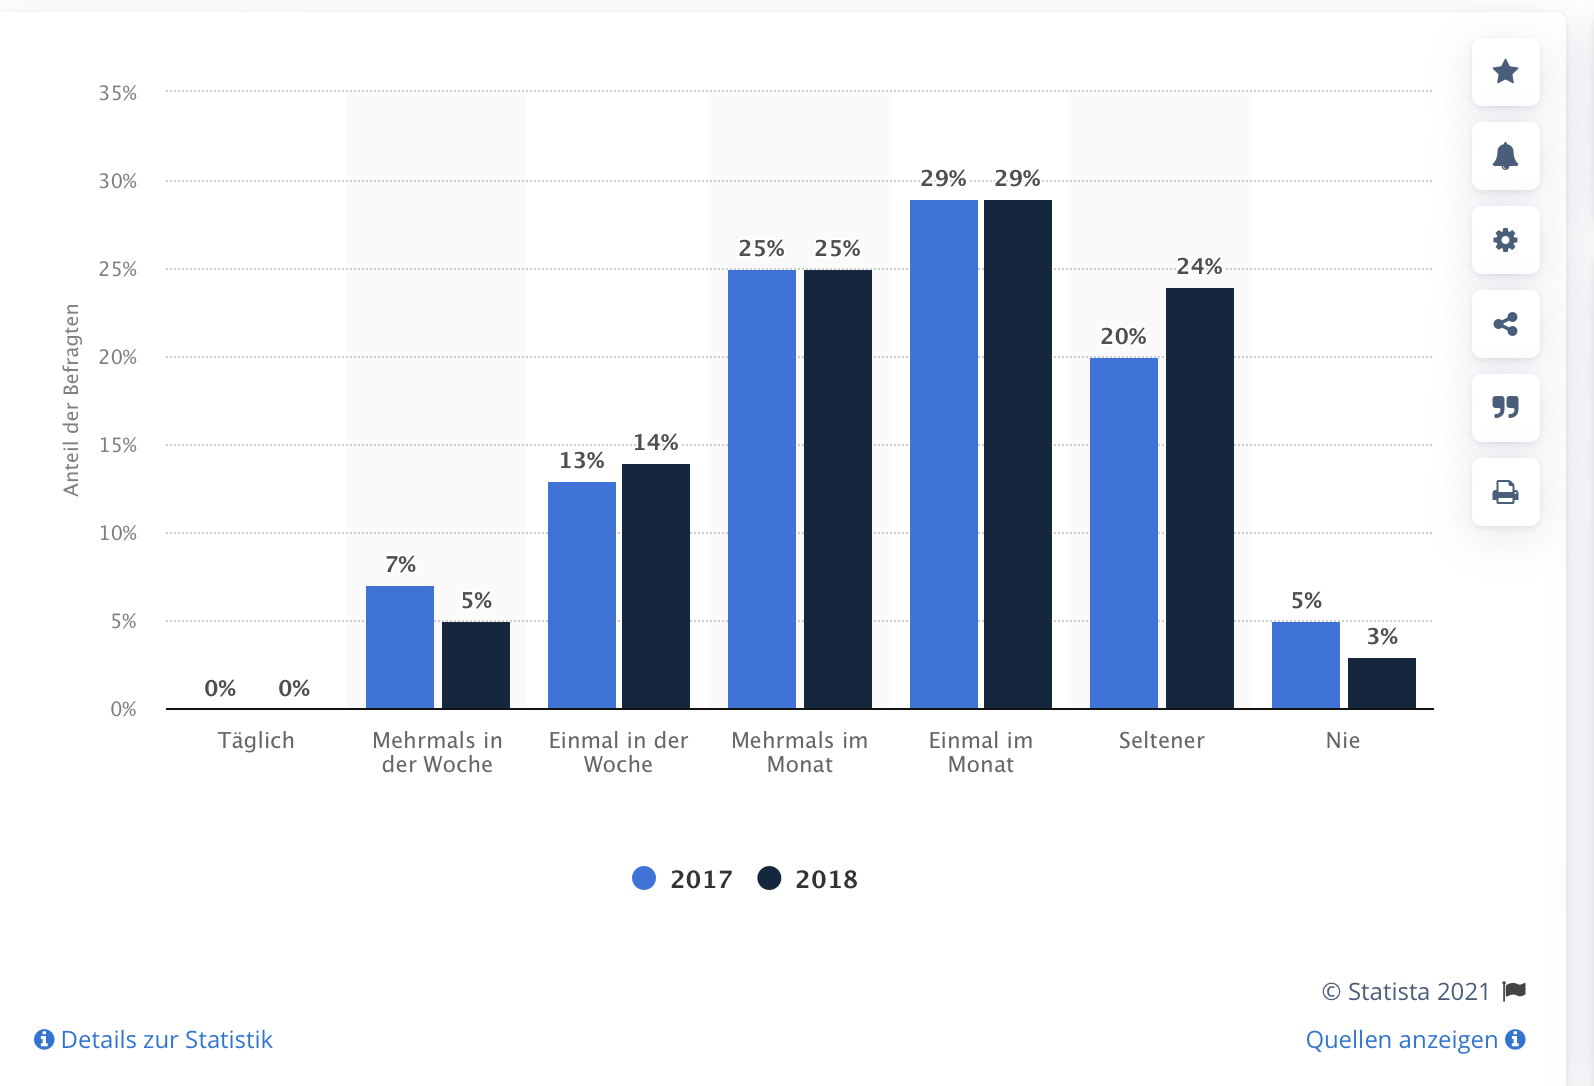 35%
30%
25%
20%
15%
10%
5%
0%
Anteil der Befragten
0%
0%
7%
5%
13%
14%
25%
25%
29%
29%
20%
24%
5%
3%
Täglich
Mehrmals in
der Woche
Einmal in der
Woche
Mehrmals im
Monat
Einmal im
Monat
Seltener
Nie
2017
2018
© Statista 2021
Details zur Statistik
Quellen anzeigen